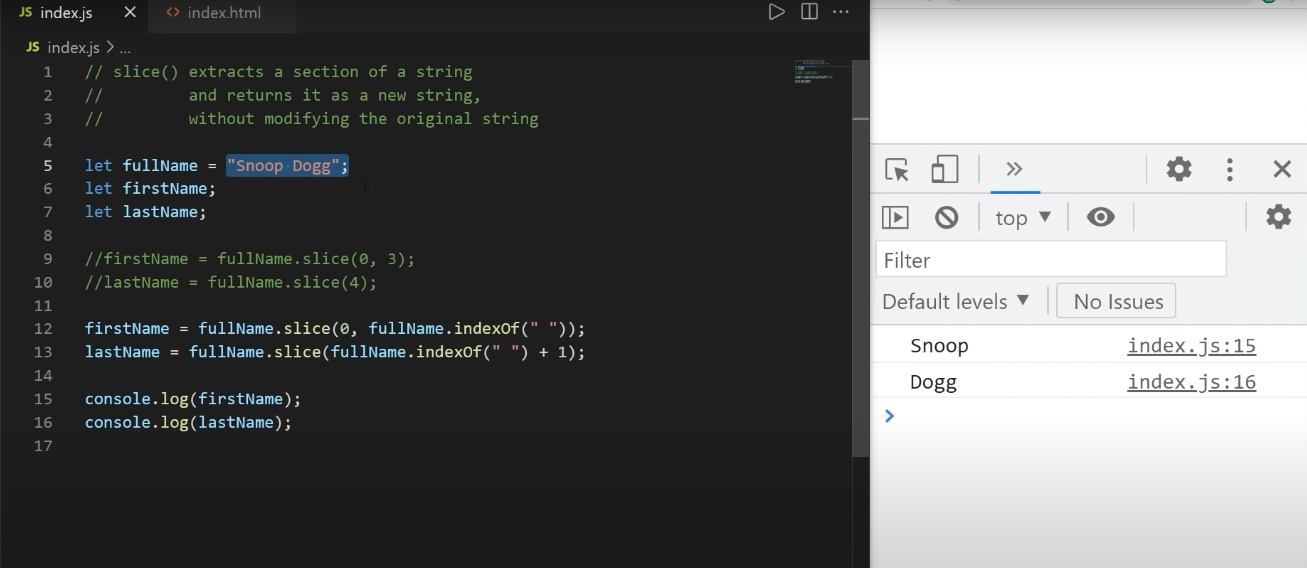 JS index.js × <> index.html
JS index.js > ...
1 // slice() extracts a section of a string
2 //         and returns it as a new string,
3 //         without modifying the original string
4
5 let fullName = "Snoop Dogg";
6 let firstName;
7 let lastName;
8
9 //firstName = fullName.slice(0, 3);
10 //lastName = fullName.slice(4);
11
12 firstName = fullName.slice(0, fullName.indexOf(" "));
13 lastName = fullName.slice(fullName.indexOf(" ") + 1);
14
15 console.log(firstName);
16 console.log(lastName);
17
top
Filter
Default levels No Issues
Snoop index.js:15
Dogg index.js:16